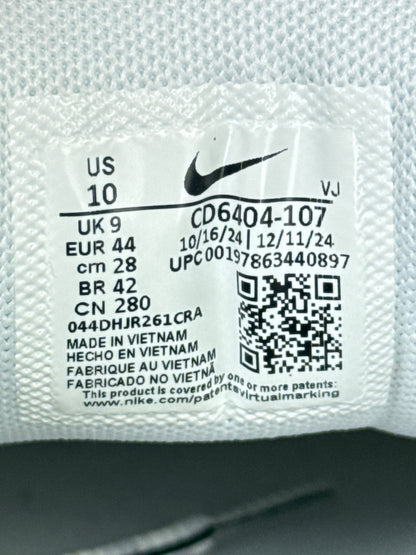 US
10
VJ
UK 9
CD6404-107
EUR 44
10/16/24 | 12/11/24
cm 28
UPC 00197863440897
BR 42
CN 280
044DHJR261CRA
MADE IN VIETNAM
HECHO EN VIETNAM
FABRIQUE AU VIETNAM
FABRICADO NO VIETNÃ
This product is covered by one or more patents:
www.nike.com/patentsvirtualmarking